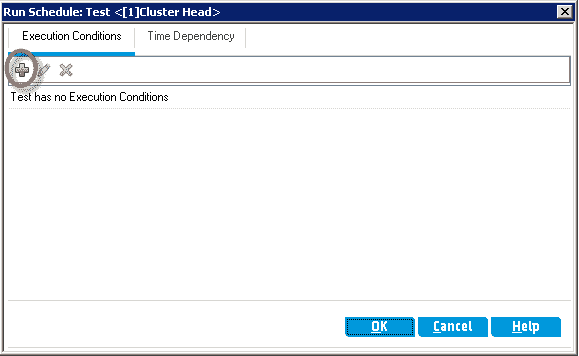 Run Schedule: Test <[1]Cluster Head>
Execution Conditions
Time Dependency
Test has no Execution Conditions
OK
Cancel
Help